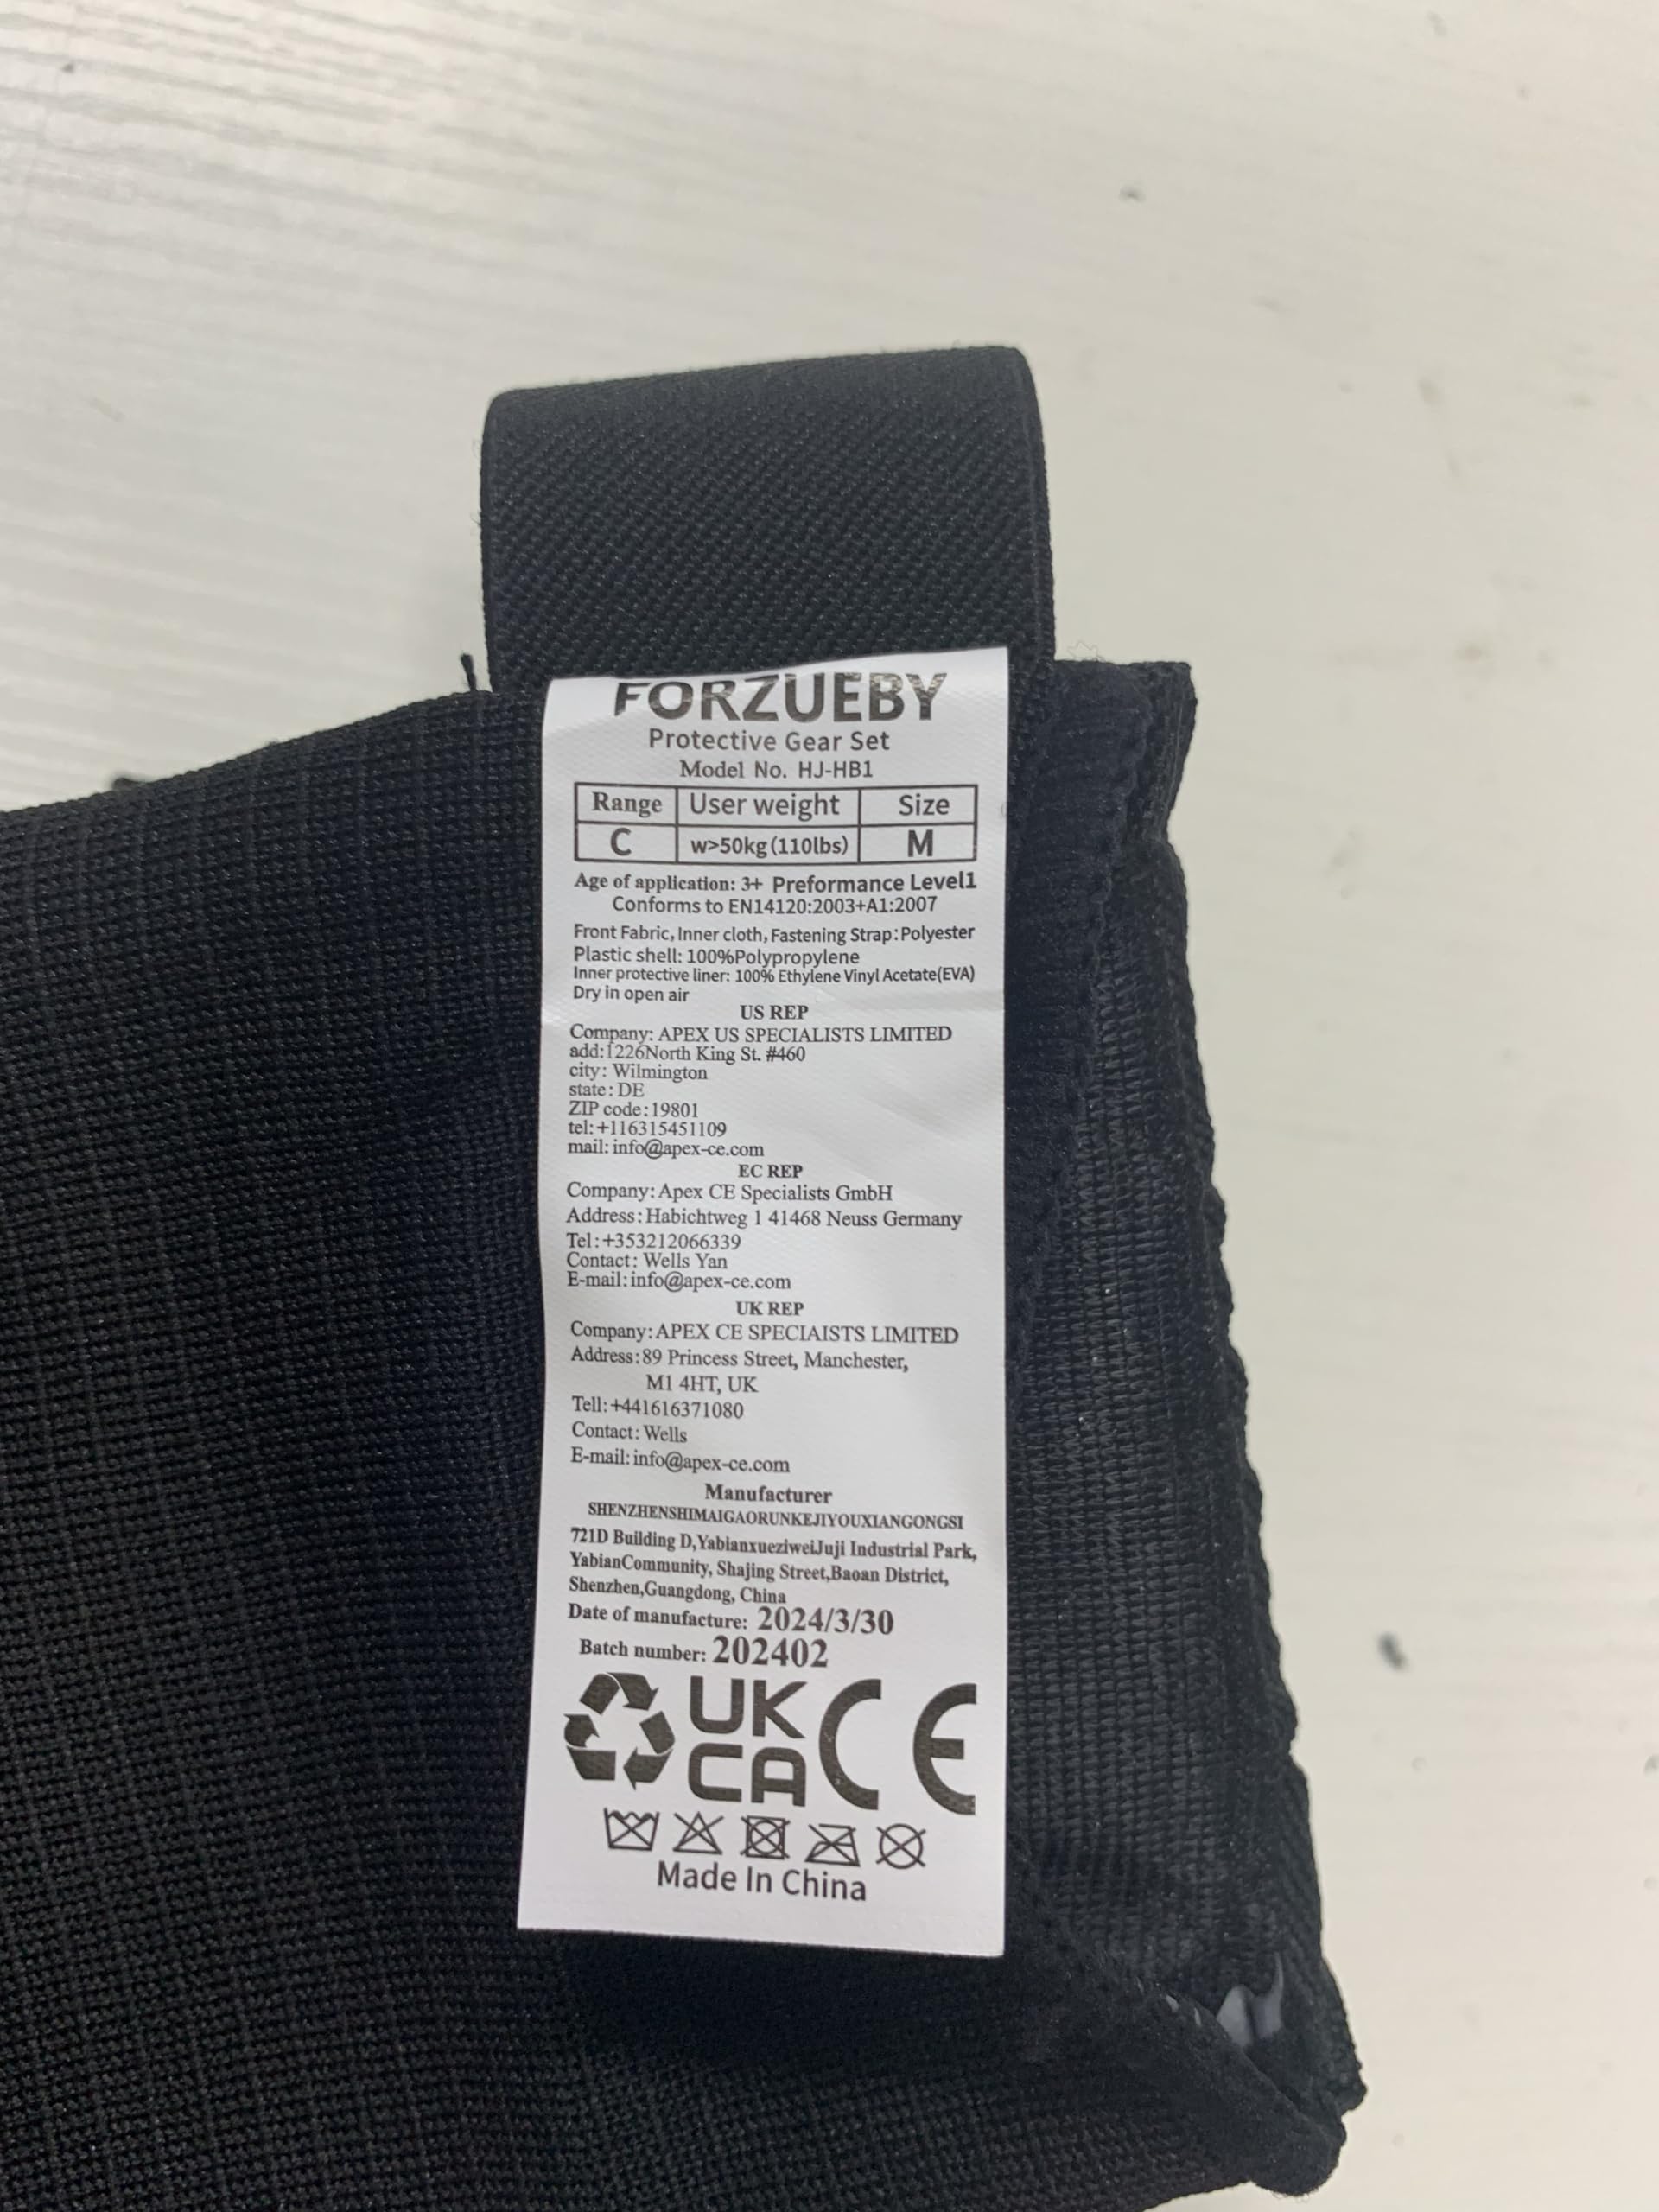 FORZUEBY
Protective Gear Set
Model No. HJ-HB1
Range User weight Size
C w>50kg(110lbs) M
Age of application: 3+ Preformance Level1
Conforms to EN14120:2003+A1:2007
Front Fabric, Inner cloth, Fastening Strap:Polyester
Plastic shell: 100%Polypropylene
Inner protective liner: 100% Ethylene Vinyl Acetate(EVA)
Dry in open air
US REP
Company: APEX US SPECIALISTS LIMITED
add:1226North King St. #460
city: Wilmington
state: DE
ZIP code:19801
tel:+116315451109
mail: info@apex-ce.com
EC REP
Company: Apex CE Specialists GmbH
Address: Habichtweg 1 41468 Neuss Germany
Tel:+353212066339
Contact: Wells Yan
E-mail: info@apex-ce.com
UK REP
Company: APEX CE SPECIAISTS LIMITED
Address: 89 Princess Street, Manchester,
M1 4HT, UK
Tell:+441616371080
Contact: Wells
E-mail: info@apex-ce.com
Manufacturer
SHENZHENSHIMAIGAORUNKEJIYOUXIANGONGSI
721D Building D,YabianxueziweiJuji Industrial Park,
YabianCommunity, Shajing Street,Baoan District,
Shenzhen,Guangdong, China
Date of manufacture: 2024/3/30
Batch number: 202402
UK CE
CA
Made In China